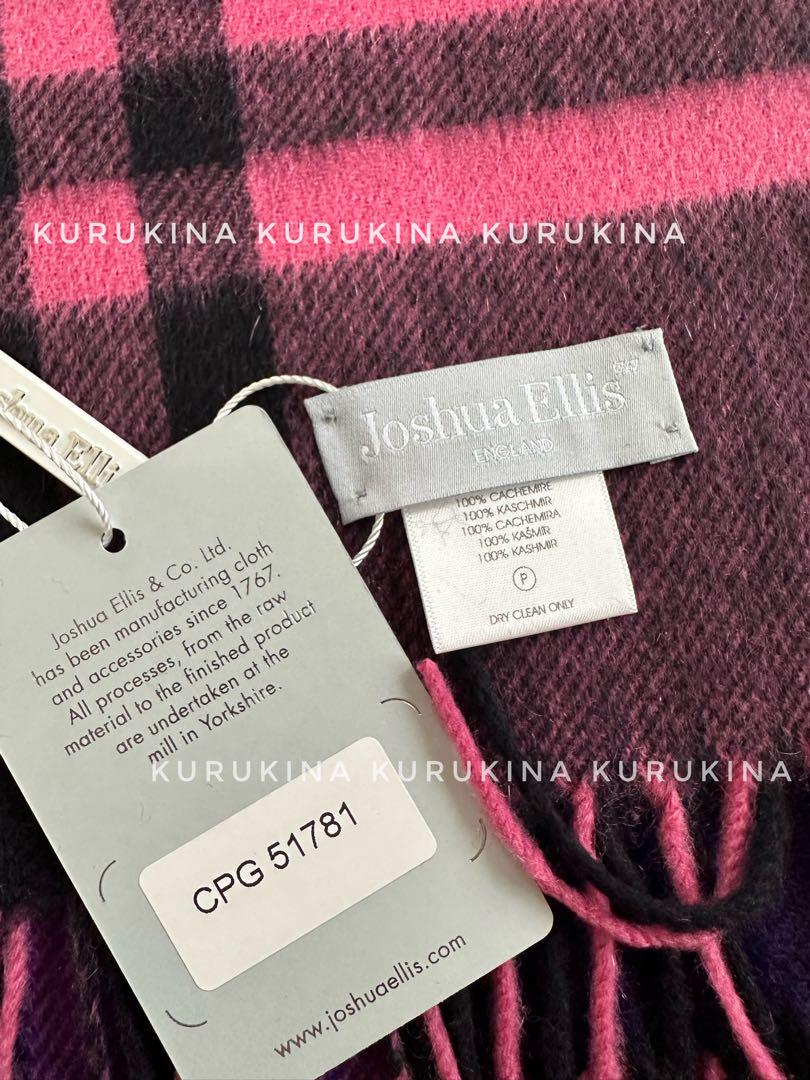 KURUKINA KURUKINA KURUKINA
Joshua Ellis
ENGLAND
100% CACHEMIRE
100% KASCHMIR
100% CACHEMIRA
100% KAŠMIR
100% KASHMIR
P
DRY CLEAN ONLY
Joshua Ellis & Co. Ltd.
has been manufacturing cloth
and accessories since 1767.
All processes, from the raw
material to the finished product
are undertaken at the
mill in Yorkshire.
KURUKINA KURUKINA KURUKINA
CPG 51781
www.joshuaellis.com